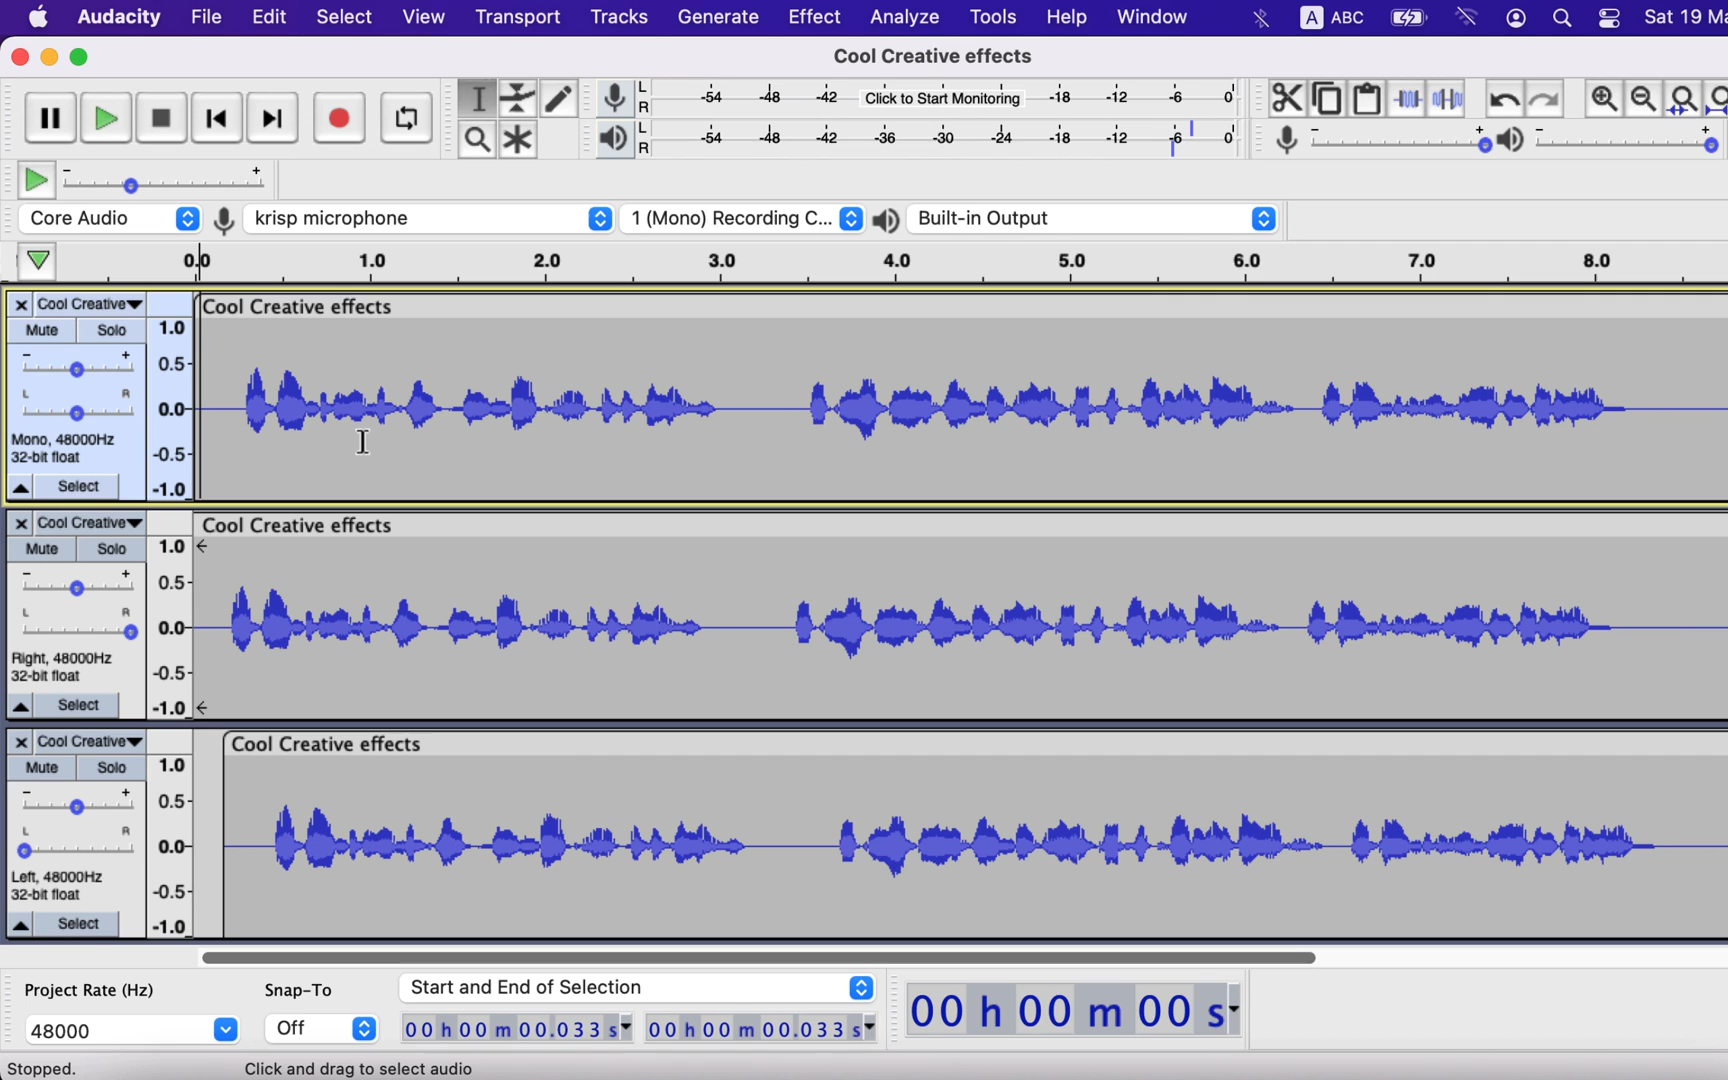 Audacity File Edit Select View Transport Tracks Generate Effect Analyze Tools Help Window A ABC Sat 19
Cool Creative effects
L -54 -48 -42 Click to Start Monitoring -18 -12 -6 0
R
L -54 -48 -42 -36 -30 -24 -18 -12 -6 0
R
- +
- +
- +
Core Audio krisp microphone 1 (Mono) Recording C... Built-in Output
0.0 1.0 2.0 3.0 4.0 5.0 6.0 7.0 8.0
Cool Creative 1.0 Cool Creative effects
Mute Solo
- + 0.5
L R
0.0
Mono, 48000Hz
32-bit float -0.5
Select -1.0
Cool Creative Cool Creative effects
Mute Solo 1.0
- + 0.5
L R
0.0
Right, 48000Hz
32-bit float -0.5
Select -1.0
Cool Creative Cool Creative effects
Mute Solo 1.0
- + 0.5
L R
0.0
Left, 48000Hz
32-bit float -0.5
Select -1.0
Project Rate (Hz) Snap-To Start and End of Selection
48000 Off 00 h 00 m 00.033 s 00 h 00 m 00.033 s 00 h 00 m 00 s
Stopped. Click and drag to select audio